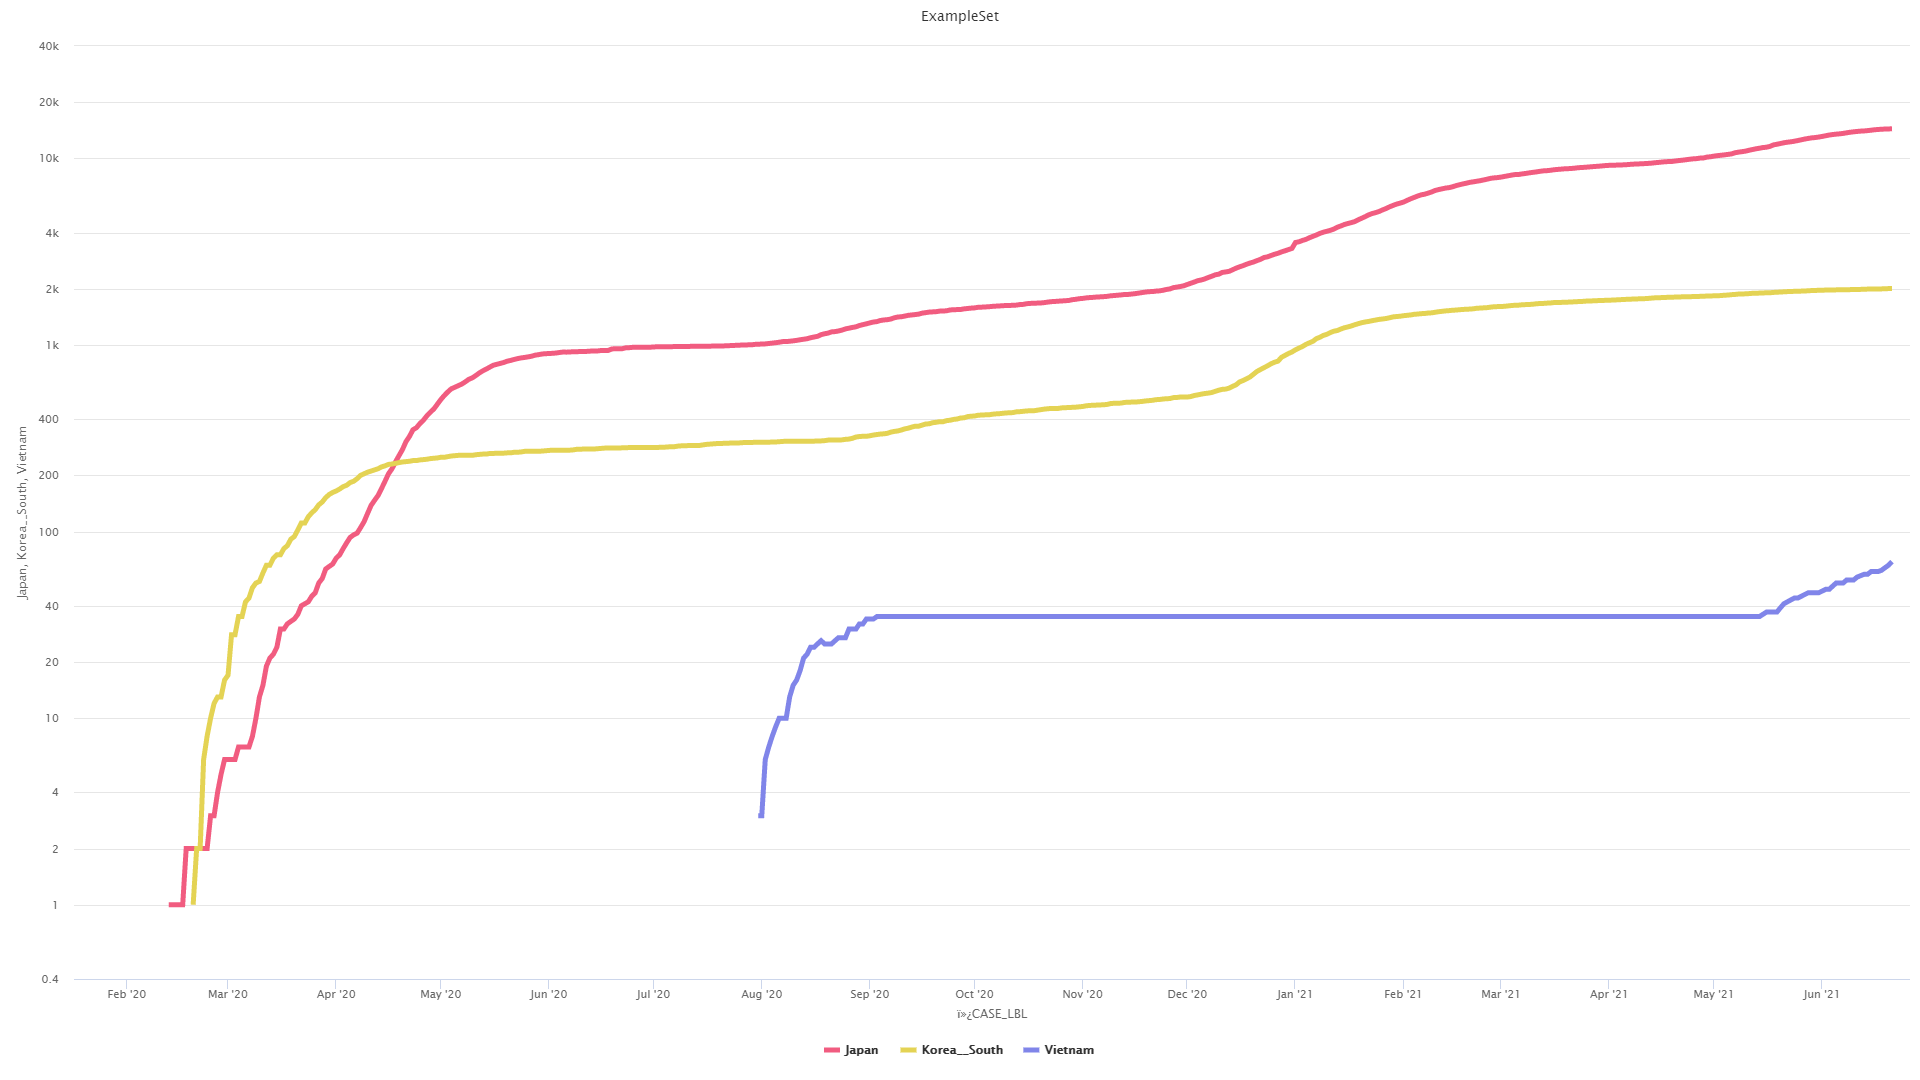 ExampleSet
40k
20k
10k
4k
2k
1k
400
200
100
40
20
10
4
2
1
0.4
Japan, Korea__South, Vietnam
Feb '20 Mar '20 Apr '20 May '20 Jun '20 Jul '20 Aug '20 Sep '20 Oct '20 Nov '20 Dec '20 Jan '21 Feb '21 Mar '21 Apr '21 May '21 Jun '21
ï»¿CASE_LBL
Japan Korea__South Vietnam